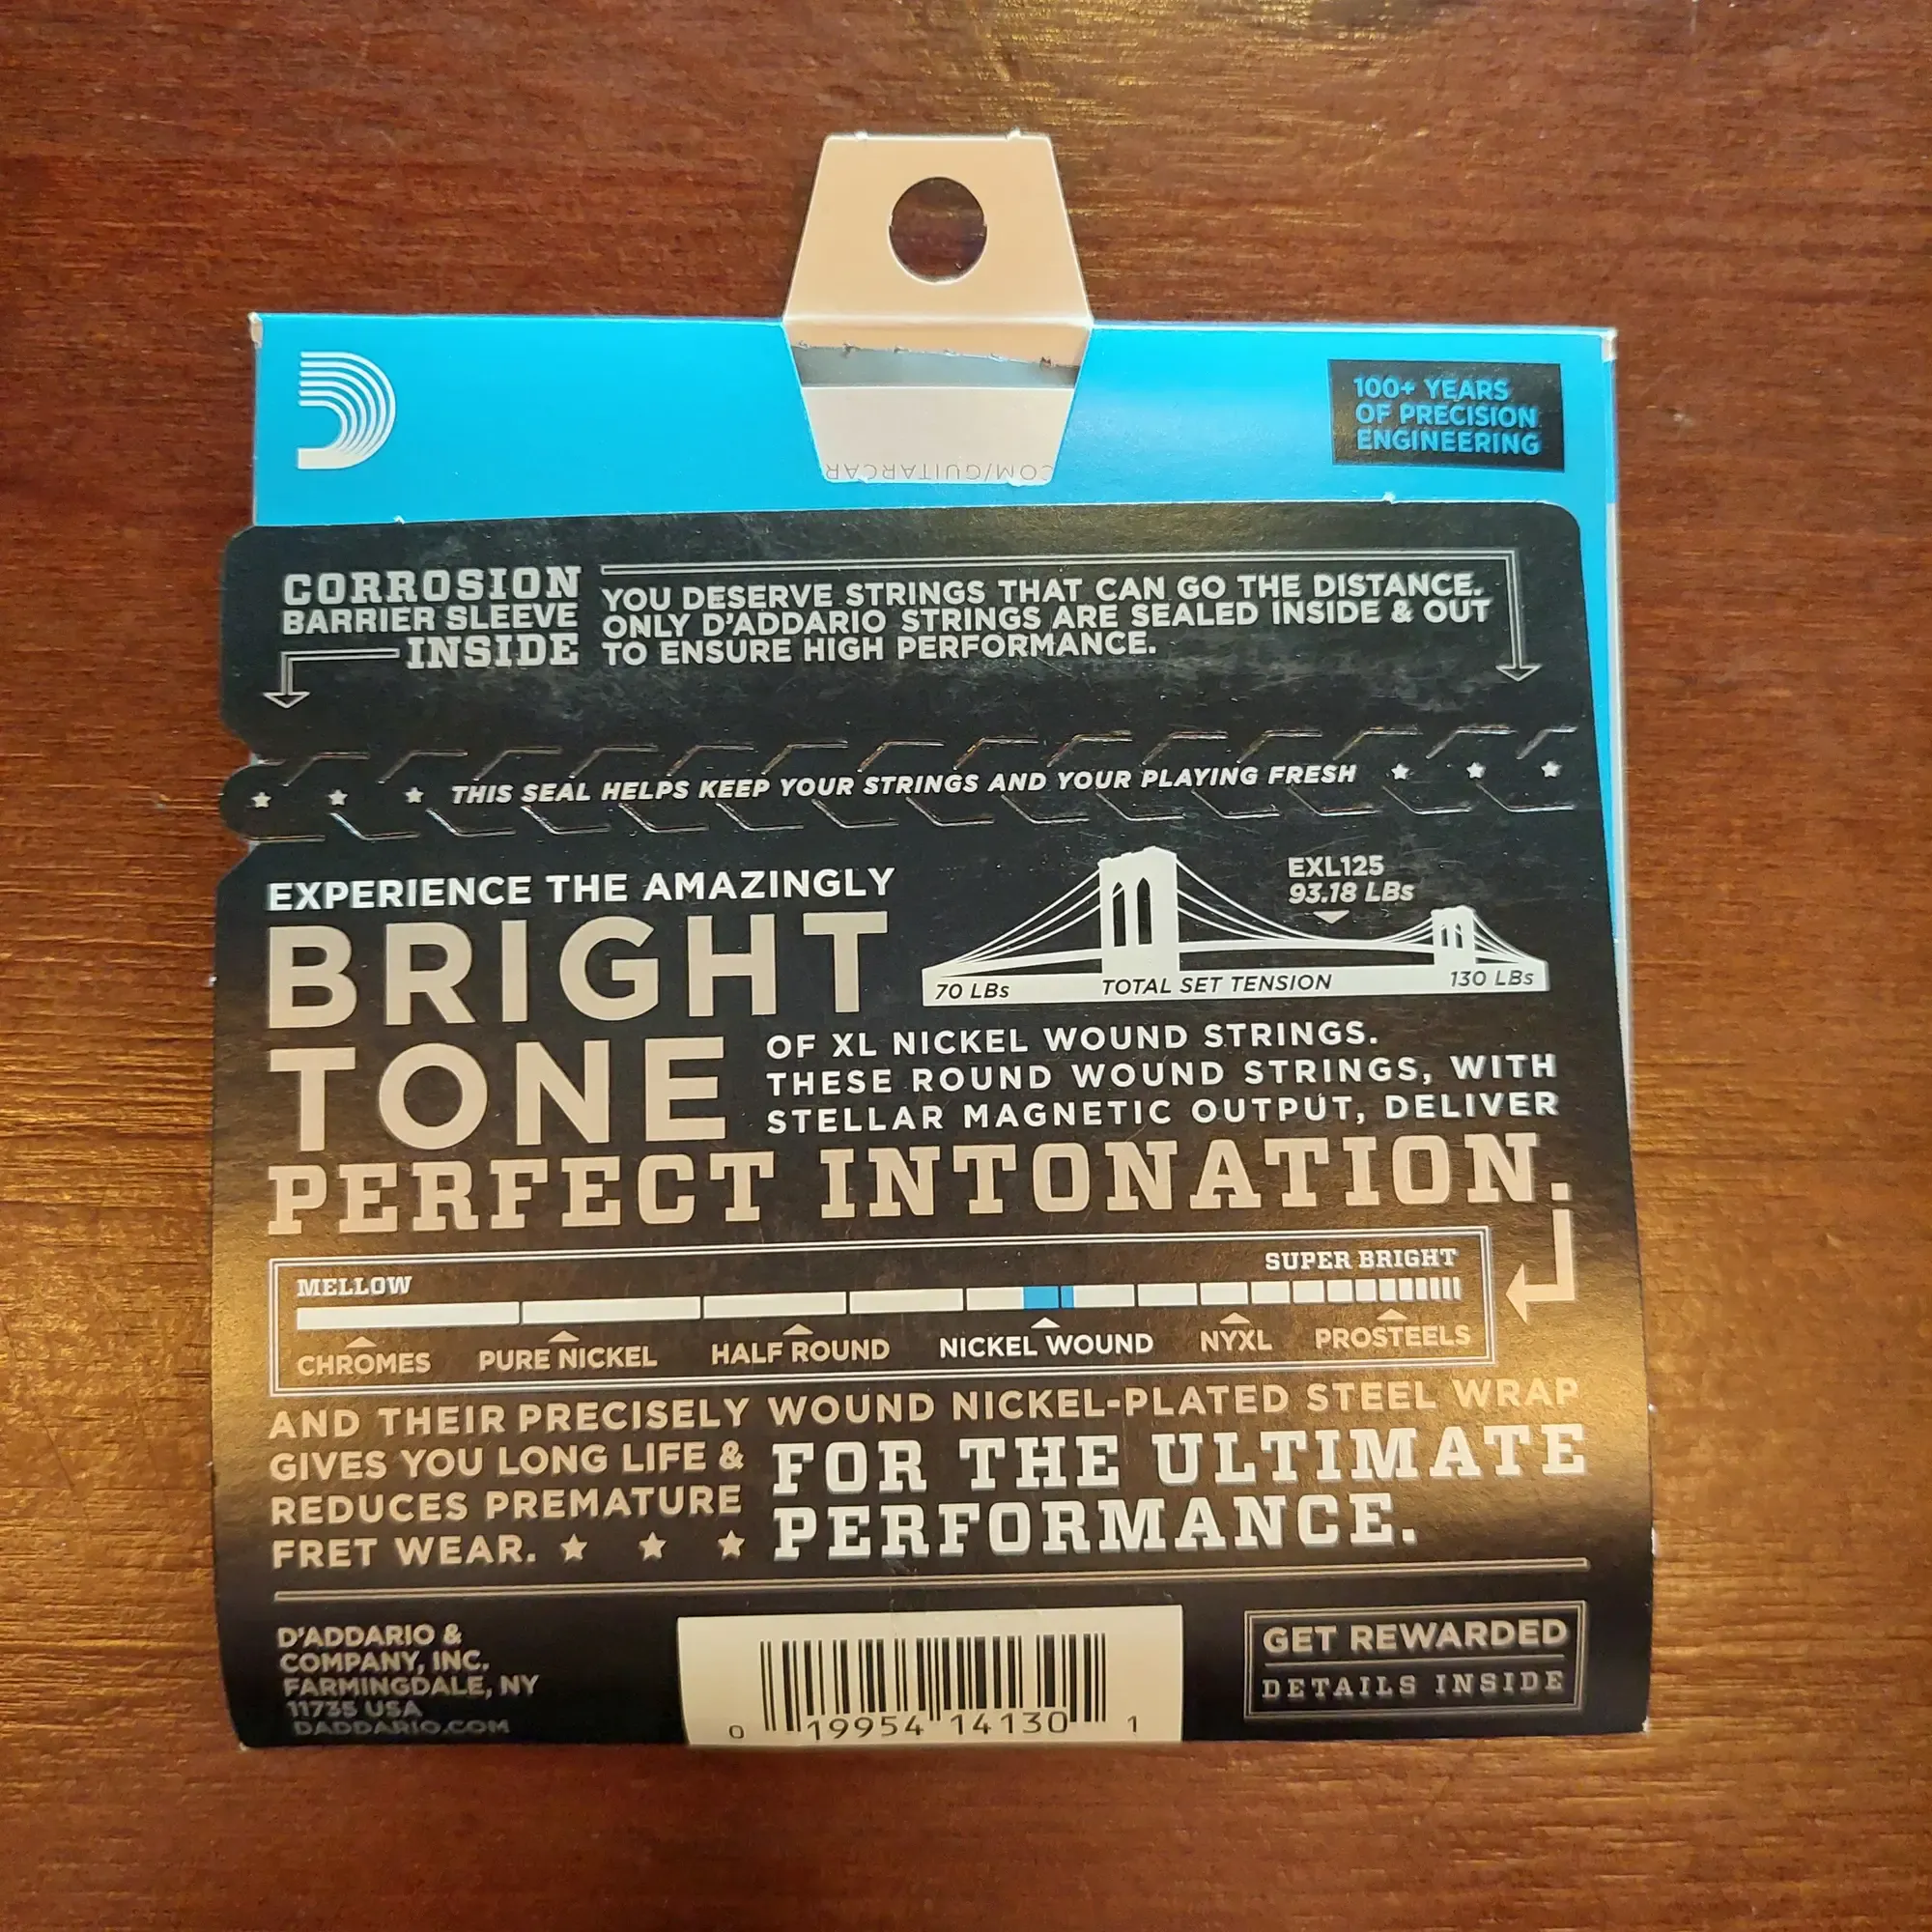 100+ YEARS
OF PRECISION
ENGINEERING
COM/GUITARCAR
CORROSION
BARRIER SLEEVE
INSIDE
YOU DESERVE STRINGS THAT CAN GO THE DISTANCE.
ONLY D'ADDARIO STRINGS ARE SEALED INSIDE & OUT
TO ENSURE HIGH PERFORMANCE.
THIS SEAL HELPS KEEP YOUR STRINGS AND YOUR PLAYING FRESH
EXPERIENCE THE AMAZINGLY
BRIGHT
TONE
EXL125
93.18 LBs
70 LBs TOTAL SET TENSION 130 LBs
OF XL NICKEL WOUND STRINGS.
THESE ROUND WOUND STRINGS, WITH
STELLAR MAGNETIC OUTPUT, DELIVER
PERFECT INTONATION.
MELLOW SUPER BRIGHT
CHROMES PURE NICKEL HALF ROUND NICKEL WOUND NYXL PROSTEELS
AND THEIR PRECISELY WOUND NICKEL-PLATED STEEL WRAP
GIVES YOU LONG LIFE &
REDUCES PREMATURE
FRET WEAR.
FOR THE ULTIMATE
PERFORMANCE.
D'ADDARIO &
COMPANY, INC.
FARMINGDALE, NY
11735 USA
DADDARIO.COM
0 19954 14130 1
GET REWARDED
DETAILS INSIDE